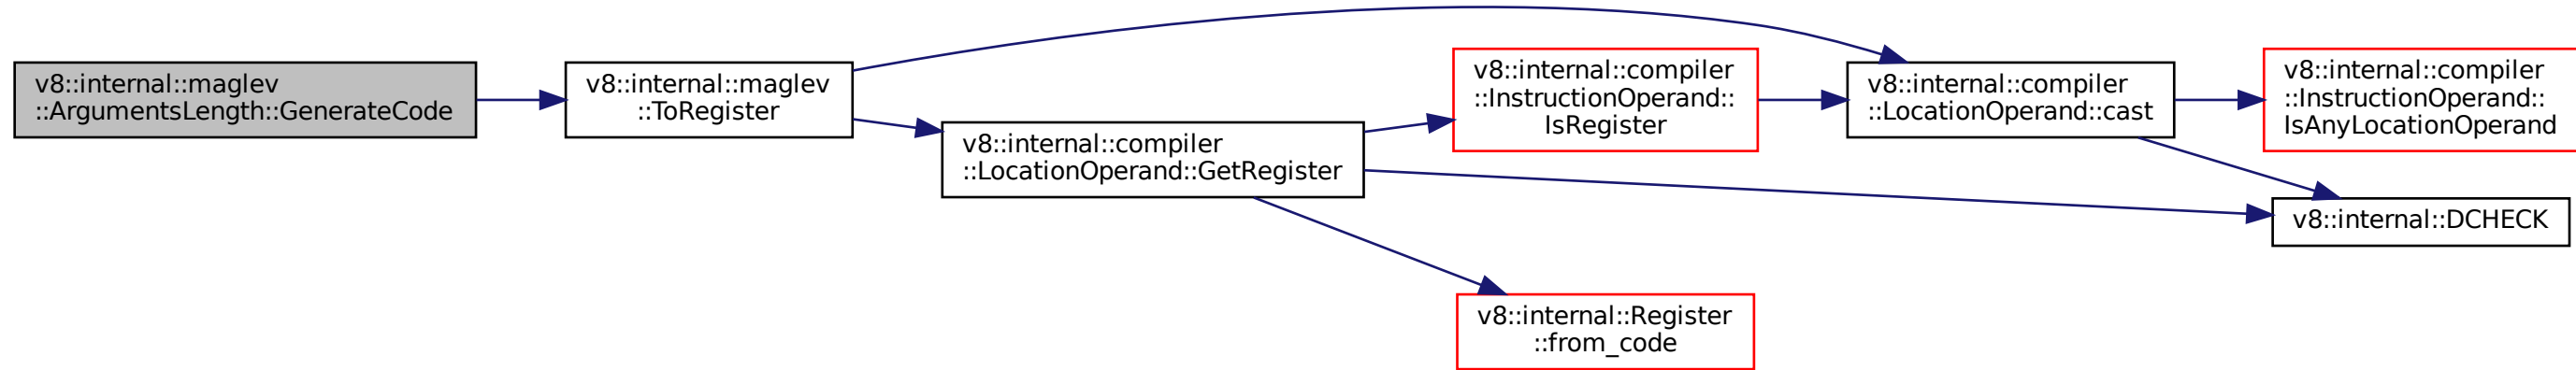 v8::internal::maglev
::ArgumentsLength::GenerateCode
v8::internal::maglev
::ToRegister
v8::internal::compiler
::LocationOperand::GetRegister
v8::internal::compiler
::InstructionOperand::
IsRegister
v8::internal::Register
::from_code
v8::internal::compiler
::LocationOperand::cast
v8::internal::compiler
::InstructionOperand::
IsAnyLocationOperand
v8::internal::DCHECK